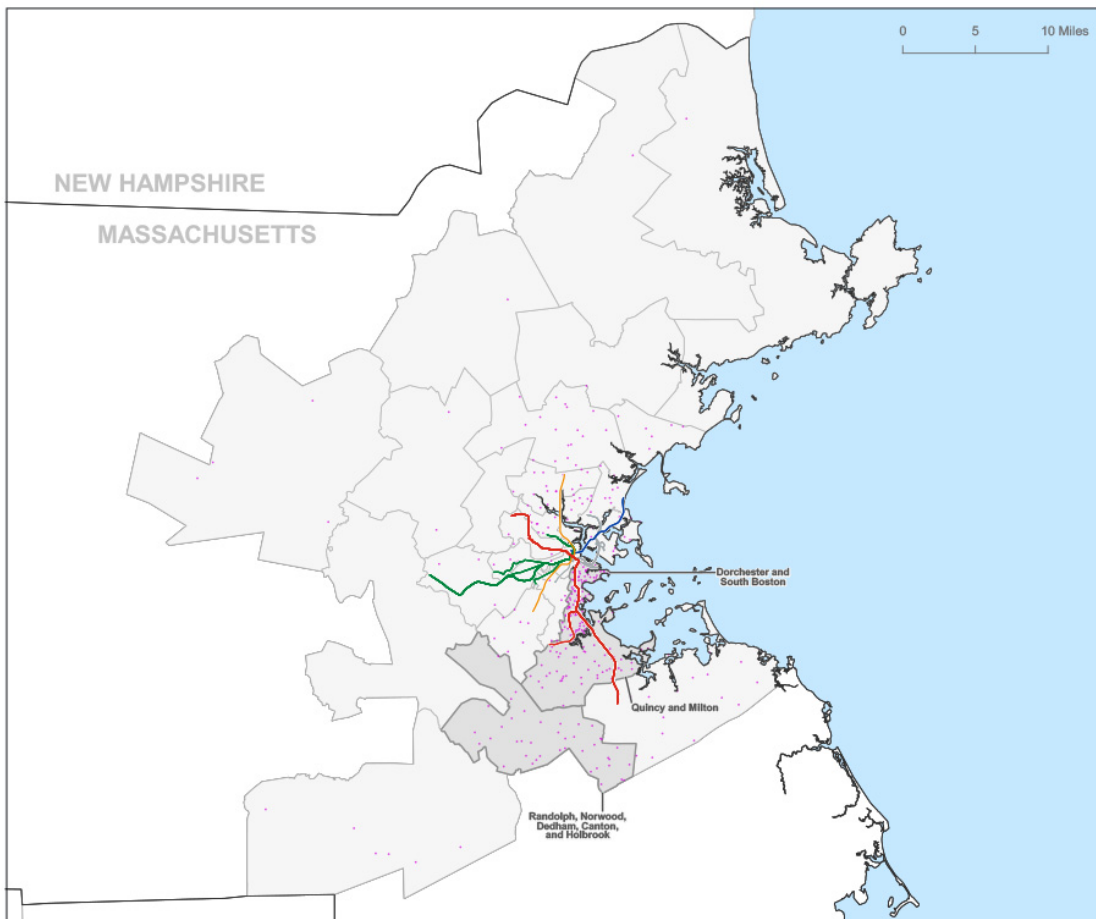 0 5 10 Miles
NEW HAMPSHIRE
MASSACHUSETTS
Dorchester and
South Boston
Quincy and Milton
Randolph, Norwood,
Dedham, Canton,
and Holbrook